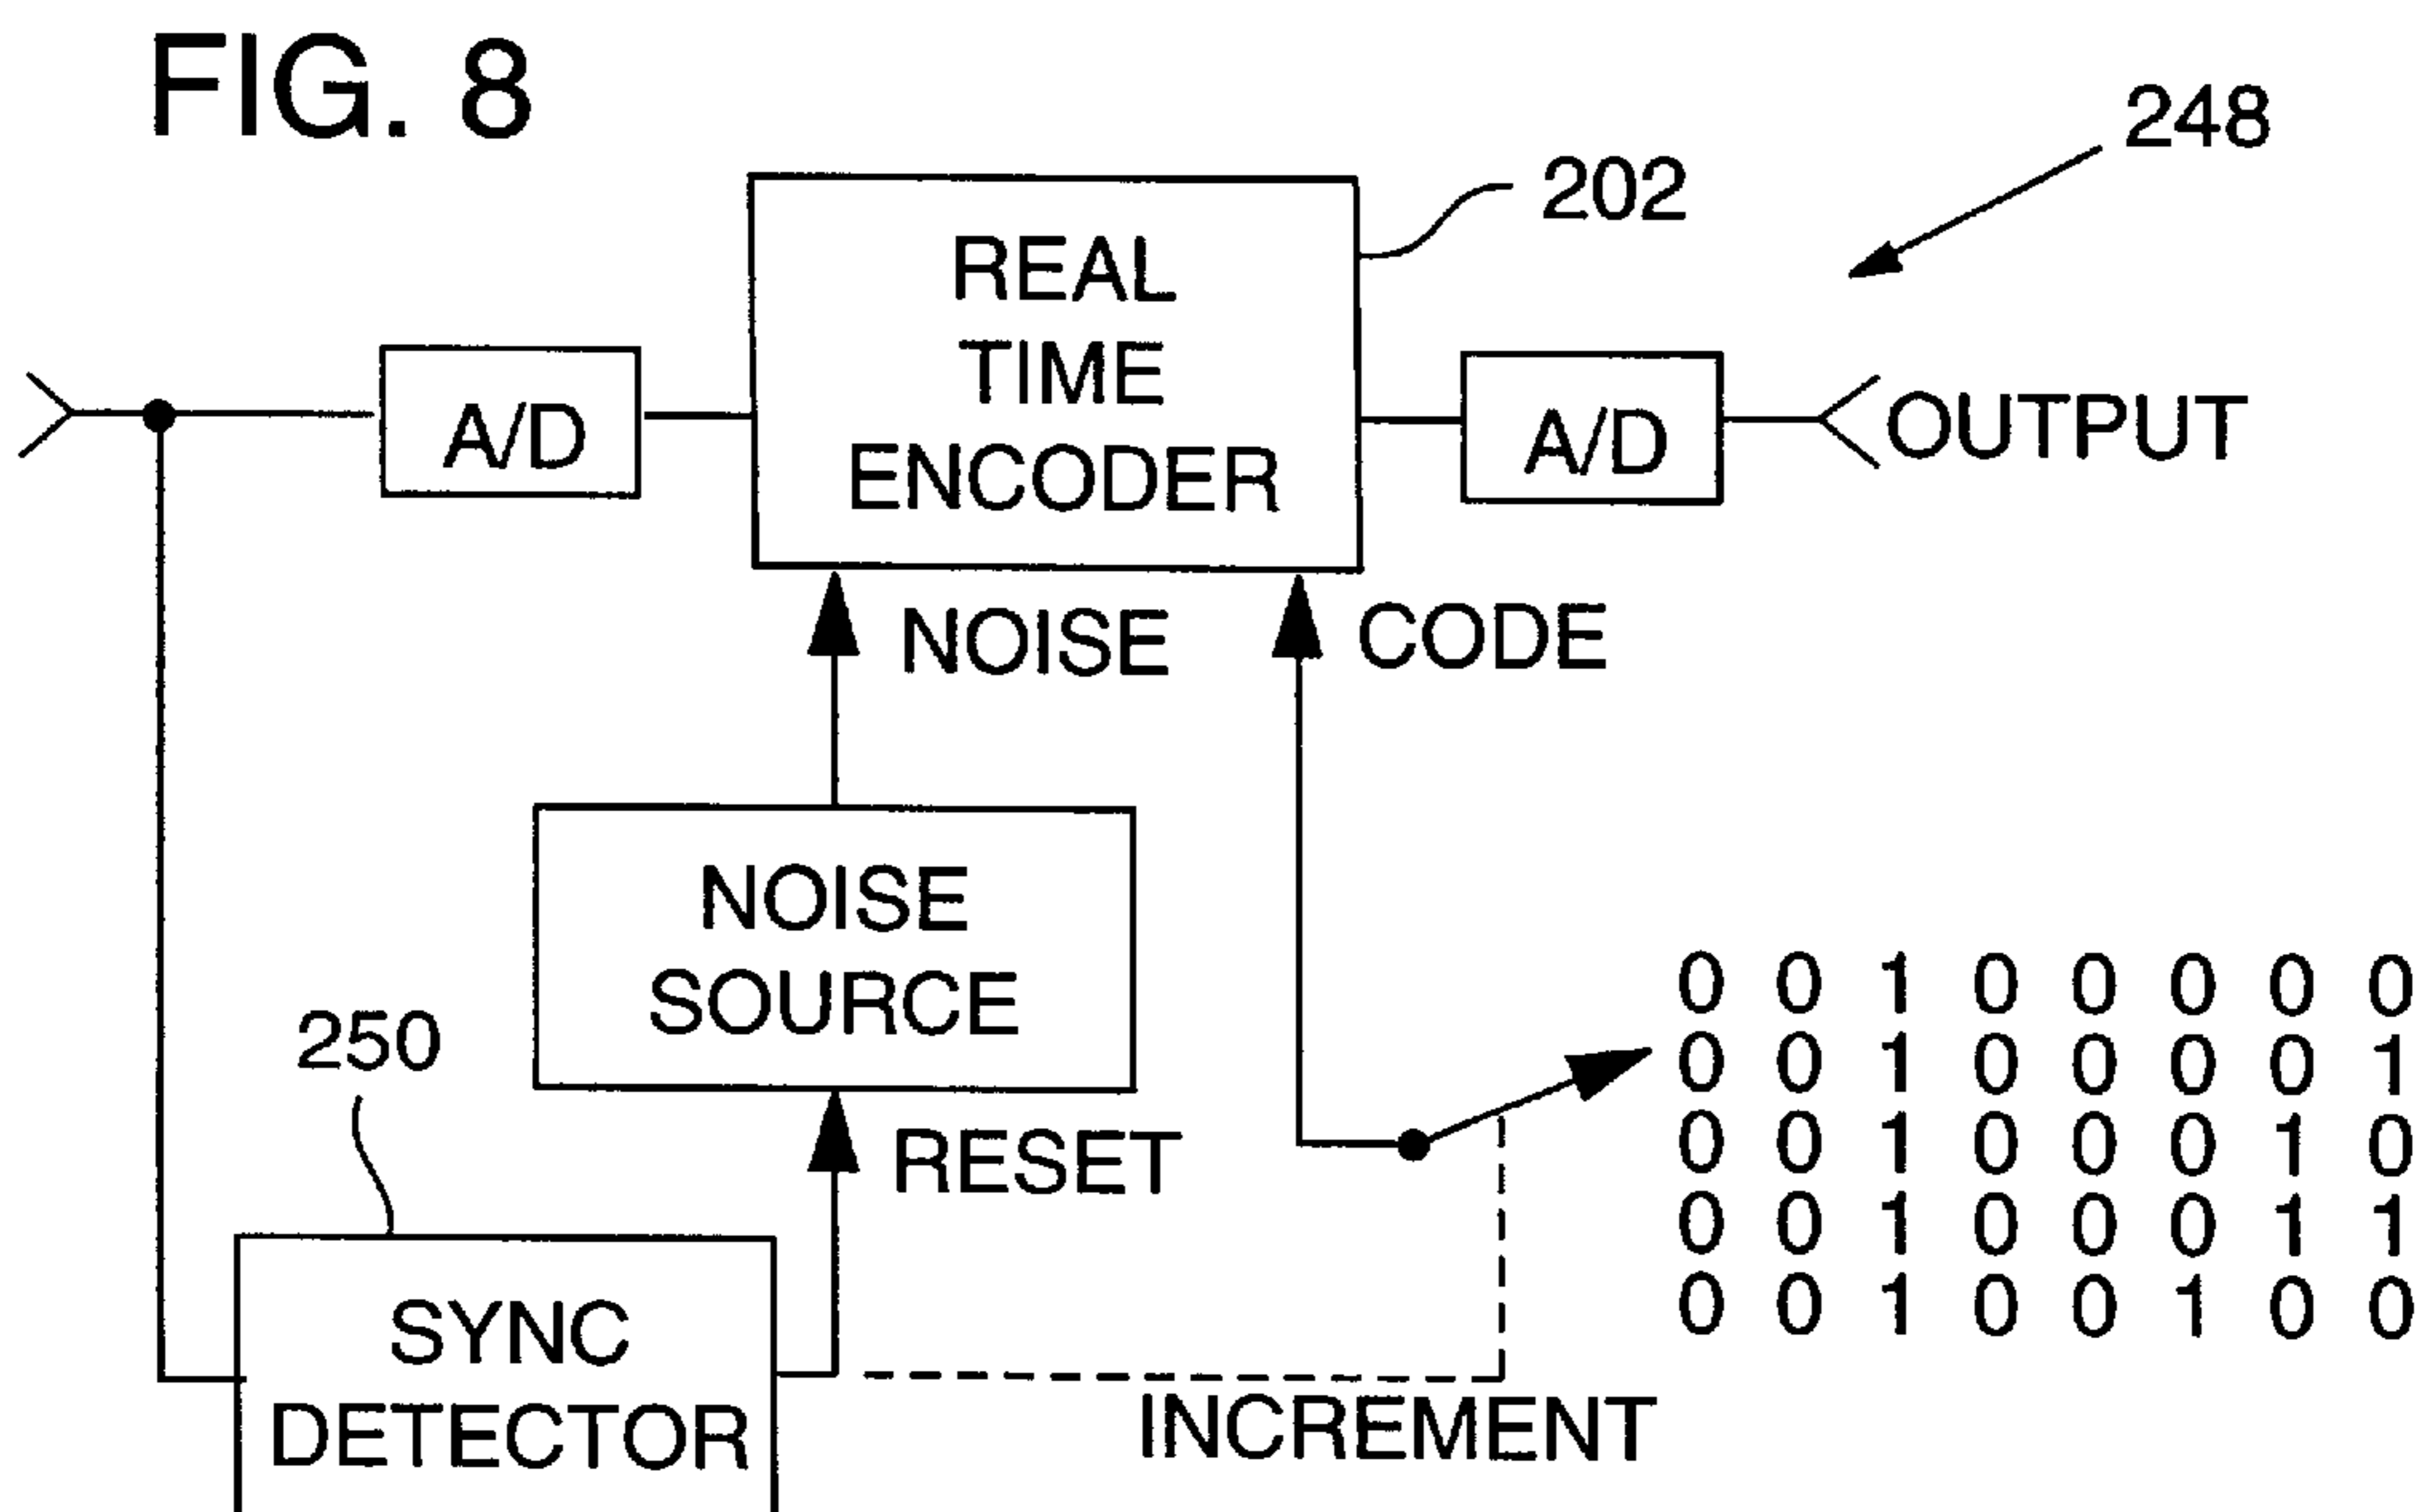 FIG. 8
248
202
REAL
TIME
ENCODER
A/D
A/D
OUTPUT
NOISE
CODE
NOISE
SOURCE
250
RESET
0 0 1 0 0 0 0 0
0 0 1 0 0 0 0 1
0 0 1 0 0 0 1 0
0 0 1 0 0 0 1 1
0 0 1 0 0 1 0 0
SYNC
DETECTOR
INCREMENT